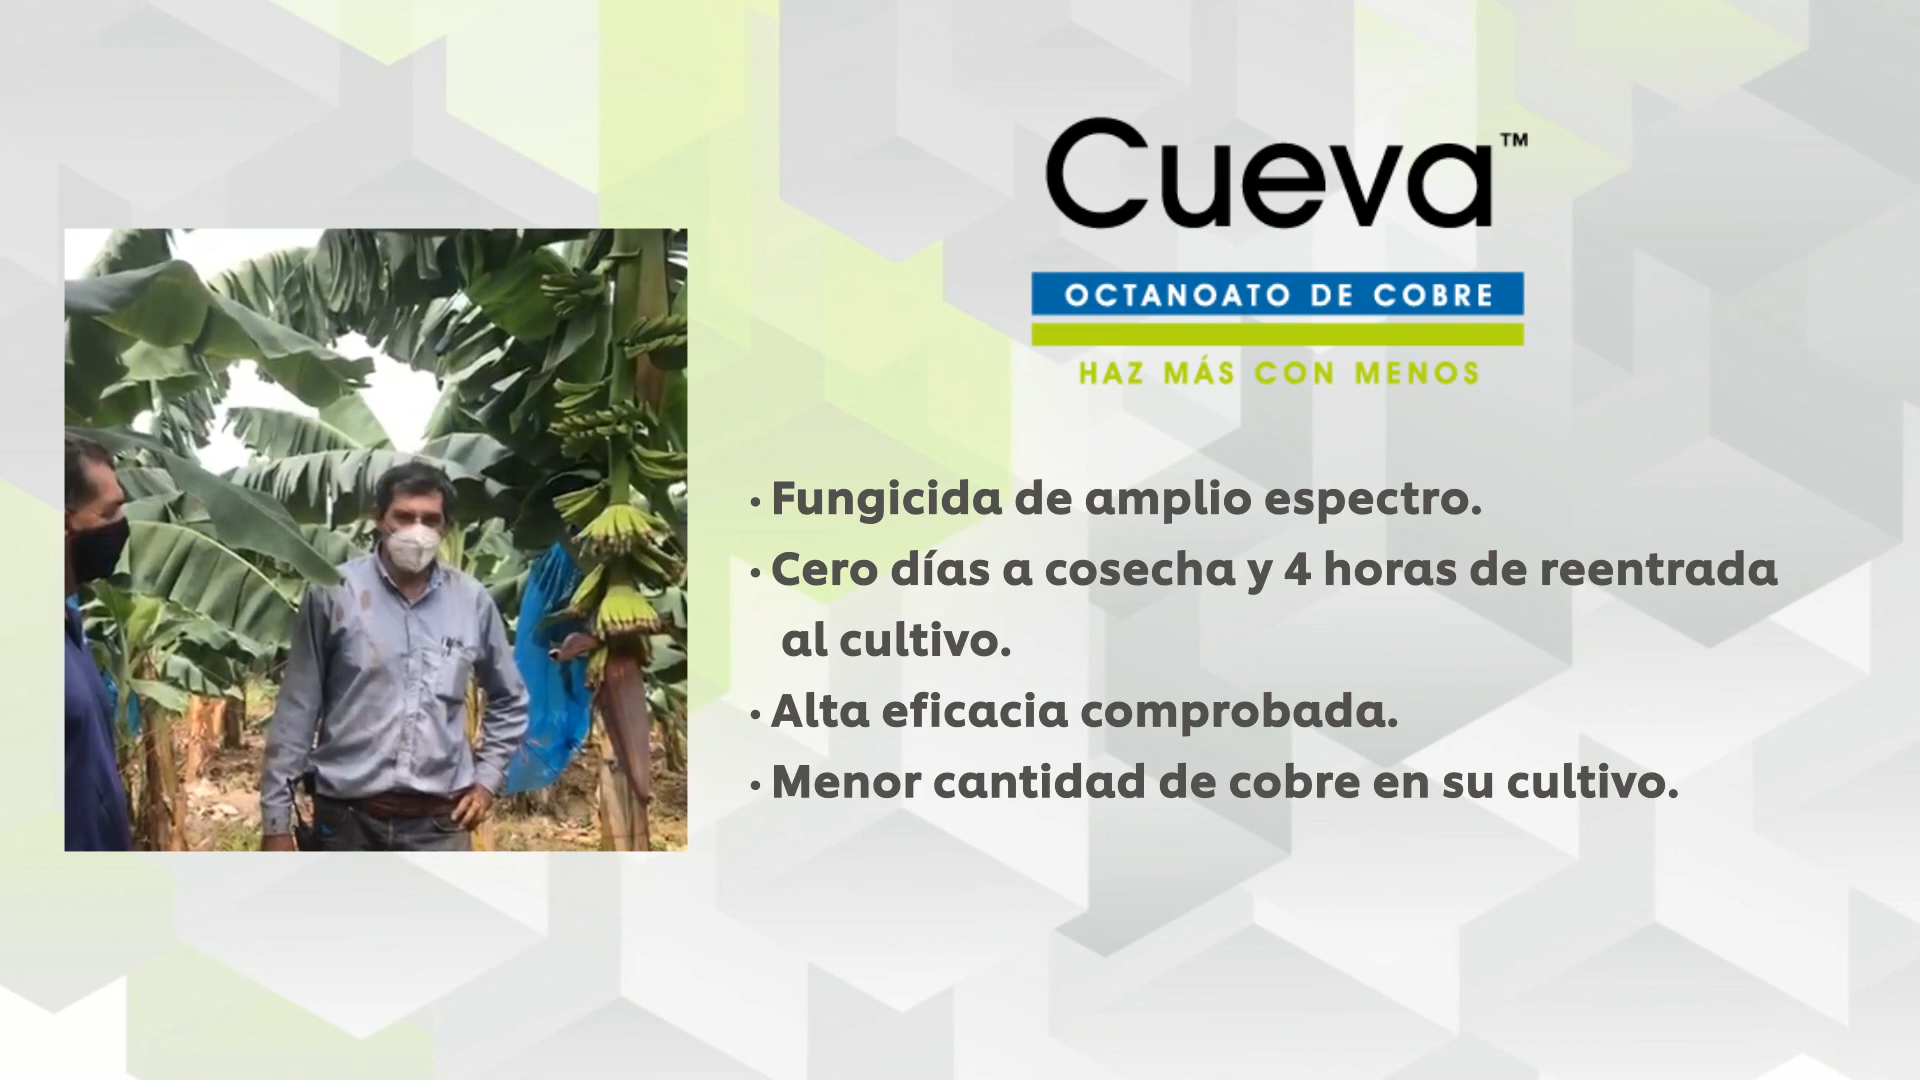 Cueva™
OCTANOATO DE COBRE
HAZ MÁS CON MENOS
• Fungicida de amplio espectro.
• Cero días a cosecha y 4 horas de reentrada
al cultivo.
• Alta eficacia comprobada.
• Menor cantidad de cobre en su cultivo.